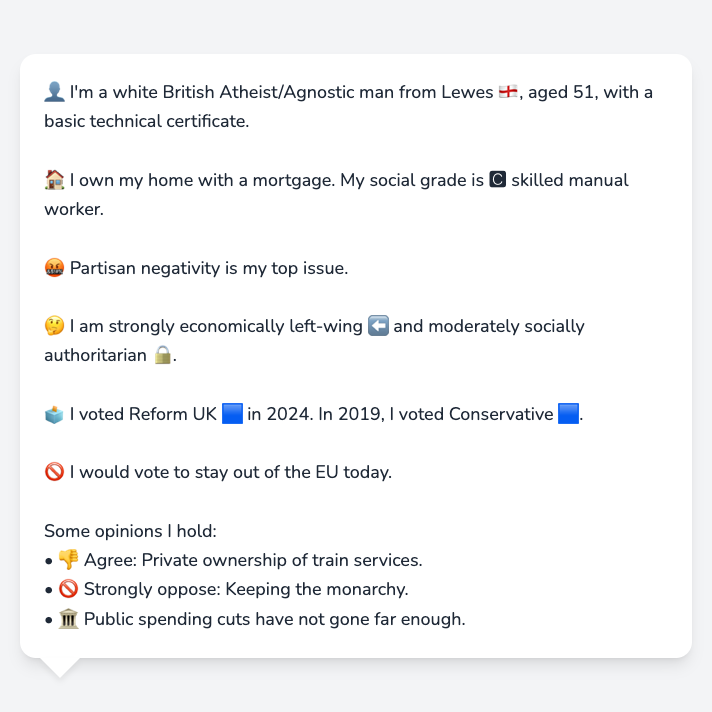 👤 I'm a white British Atheist/Agnostic man from Lewes 🏴󠁧󠁢󠁥󠁮󠁧󠁿, aged 51, with a
basic technical certificate.
🏠 I own my home with a mortgage. My social grade is 🅲 skilled manual
worker.
🤬 Partisan negativity is my top issue.
🤔 I am strongly economically left-wing ⬅️ and moderately socially
authoritarian 🔒.
🗳️ I voted Reform UK 🟦 in 2024. In 2019, I voted Conservative 🟦.
🚫 I would vote to stay out of the EU today.
Some opinions I hold:
• 👎 Agree: Private ownership of train services.
• 🚫 Strongly oppose: Keeping the monarchy.
• 🏛️ Public spending cuts have not gone far enough.